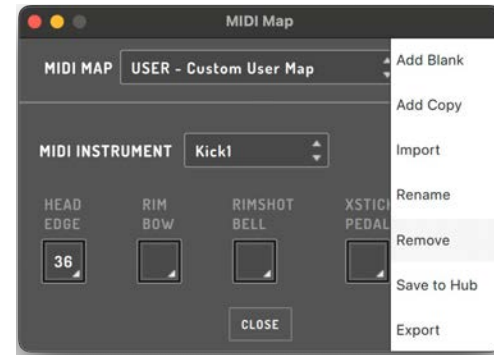 MIDI Map
MIDI MAP USER - Custom User Map
MIDI INSTRUMENT Kick1
HEAD EDGE
RIM BOW
RIMSHOT BELL
PEDAL
36
CLOSE
Add Blank
Add Copy
Import
Rename
Remove
Save to Hub
Export